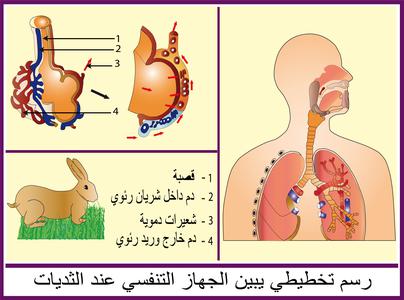 1
2
3
4
1 - قصبة
2 - دم داخل شريان رئوي
3 - شعيرات دموية
4 - دم خارج وريد رئوي
رسم تخطيطي يبين الجهاز التنفسي عند الثديات